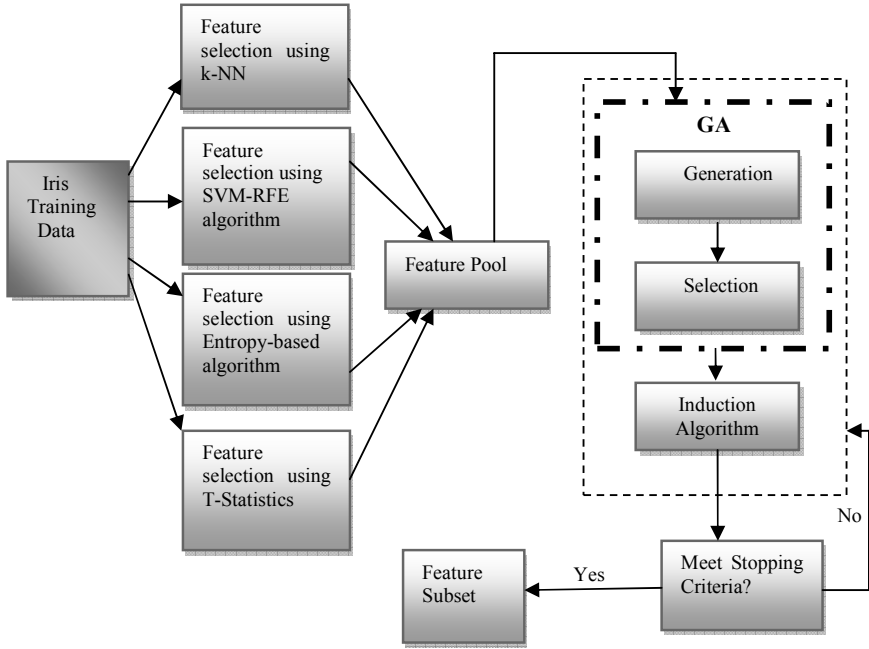 Feature
selection using
k-NN
Iris
Training
Data
Feature
selection using
SVM-RFE
algorithm
Feature
selection using
Entropy-based
algorithm
Feature
selection using
T-Statistics
Feature Pool
GA
Generation
Selection
Induction
Algorithm
No
Meet Stopping
Criteria?
Yes
Feature
Subset